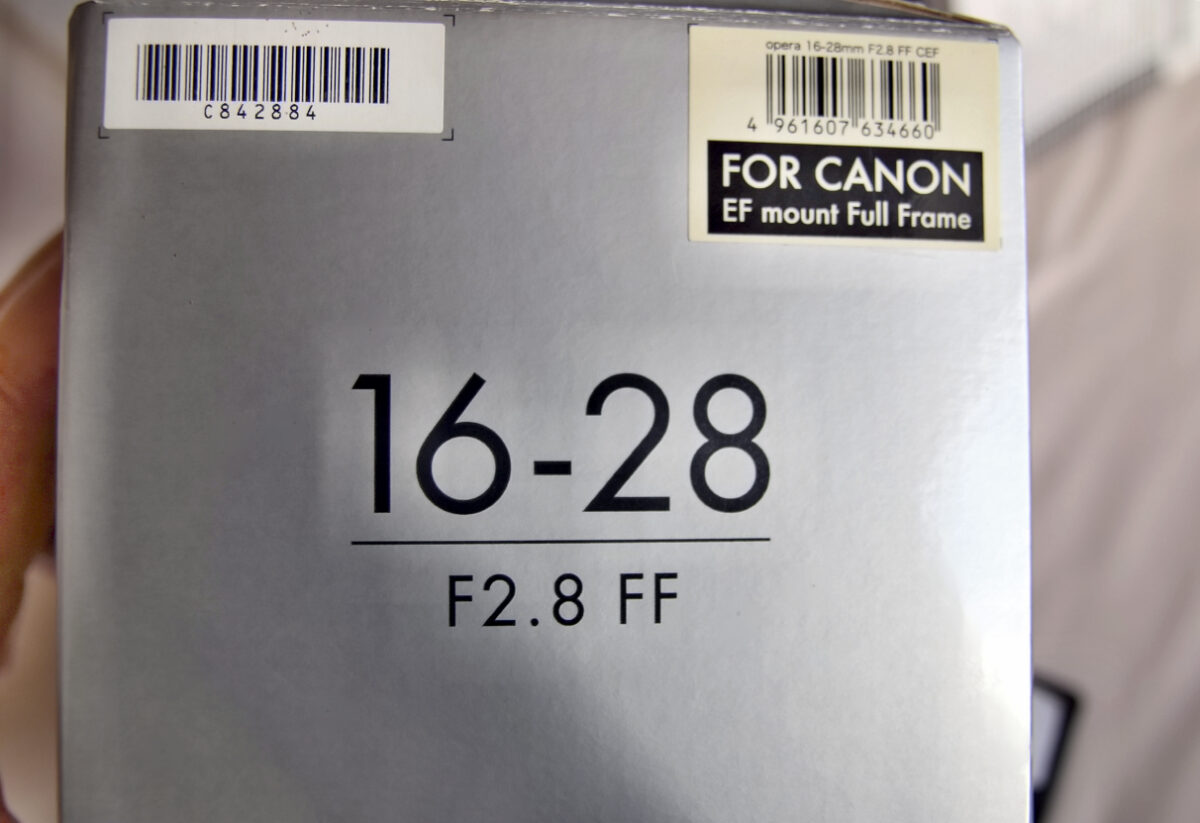 C842884
opera 16-28mm F2.8 FF CEF
4 961607 634660
FOR CANON
EF mount Full Frame
16-28
F2.8 FF